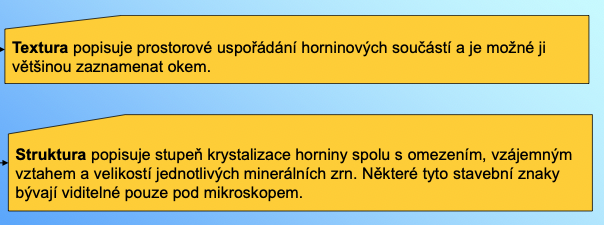 Textura popisuje prostorové uspořádání horninových součástí a je možné ji
většinou zaznamenat okem.
Struktura popisuje stupeň krystalizace horniny spolu s omezením, vzájemným
vztahem a velikostí jednotlivých minerálních zrn. Některé tyto stavební znaky
bývají viditelné pouze pod mikroskopem.